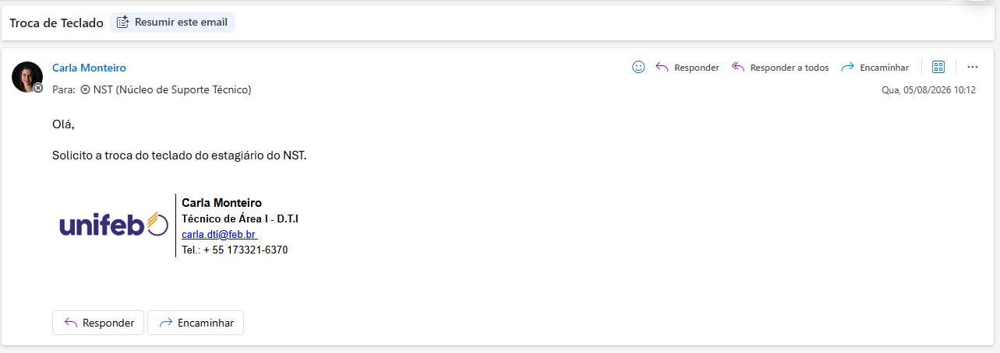 Troca de Teclado Resumir este email
Carla Monteiro
Responder Responder a todos Encaminhar
Para: NST (Núcleo de Suporte Técnico)
Qua, 05/08/2026 10:12
Olá,
Solicito a troca do teclado do estagiário do NST.
unifeb
Carla Monteiro
Técnico de Área I - D.T.I
carla.dti@feb.br
Tel.: + 55 173321-6370
Responder Encaminhar